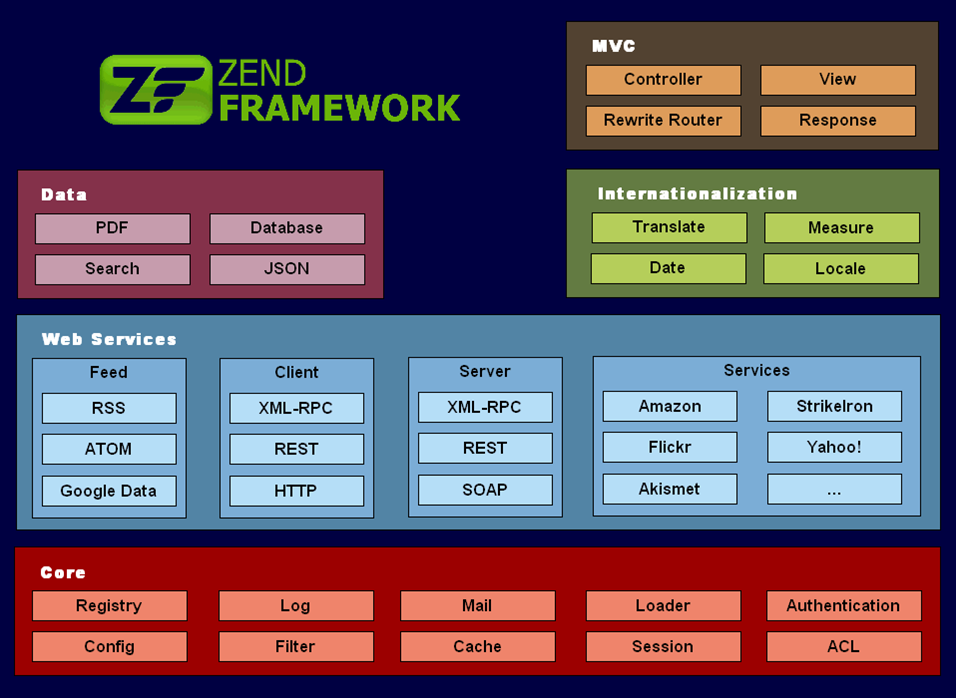 ZF ZEND
FRAMEWORK
MVC
Controller
View
Rewrite Router
Response
Data
PDF
Database
Search
JSON
Internationalization
Translate
Measure
Date
Locale
Web Services
Feed
RSS
ATOM
Google Data
Client
XML-RPC
REST
HTTP
Server
XML-RPC
REST
SOAP
Services
Amazon
StrikeIron
Flickr
Yahoo!
Akismet
...
Core
Registry
Log
Mail
Loader
Authentication
Config
Filter
Cache
Session
ACL